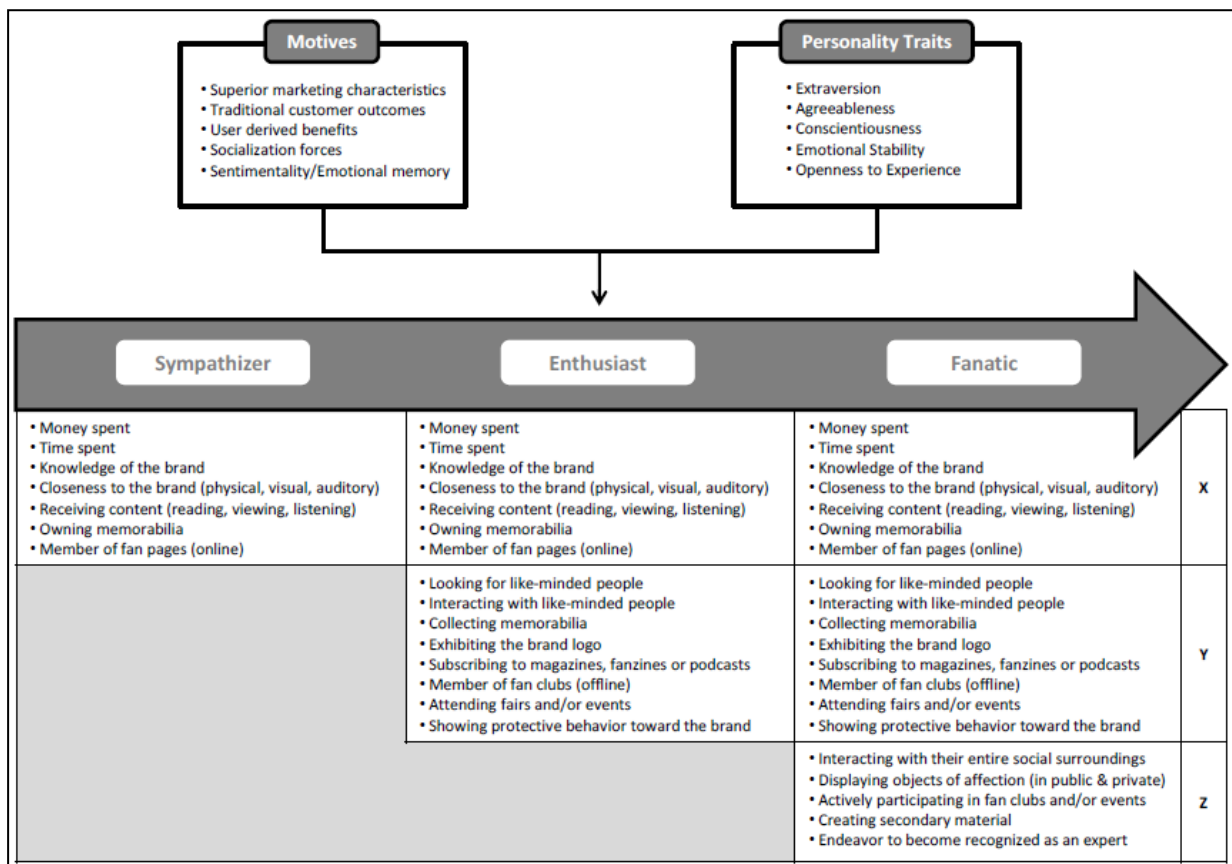 Motives
• Superior marketing characteristics
• Traditional customer outcomes
• User derived benefits
• Socialization forces
• Sentimentality/Emotional memory
Personality Traits
• Extraversion
• Agreeableness
• Conscientiousness
• Emotional Stability
• Openness to Experience
Sympathizer
Enthusiast
Fanatic
• Money spent
• Time spent
• Knowledge of the brand
• Closeness to the brand (physical, visual, auditory)
• Receiving content (reading, viewing, listening)
• Owning memorabilia
• Member of fan pages (online)
• Money spent
• Time spent
• Knowledge of the brand
• Closeness to the brand (physical, visual, auditory)
• Receiving content (reading, viewing, listening)
• Owning memorabilia
• Member of fan pages (online)
• Money spent
• Time spent
• Knowledge of the brand
• Closeness to the brand (physical, visual, auditory)
• Receiving content (reading, viewing, listening)
• Owning memorabilia
• Member of fan pages (online)
X
• Looking for like-minded people
• Interacting with like-minded people
• Collecting memorabilia
• Exhibiting the brand logo
• Subscribing to magazines, fanzines or podcasts
• Member of fan clubs (offline)
• Attending fairs and/or events
• Showing protective behavior toward the brand
• Looking for like-minded people
• Interacting with like-minded people
• Collecting memorabilia
• Exhibiting the brand logo
• Subscribing to magazines, fanzines or podcasts
• Member of fan clubs (offline)
• Attending fairs and/or events
• Showing protective behavior toward the brand
Y
• Interacting with their entire social surroundings
• Displaying objects of affection (in public & private)
• Actively participating in fan clubs and/or events
• Creating secondary material
• Endeavor to become recognized as an expert
Z